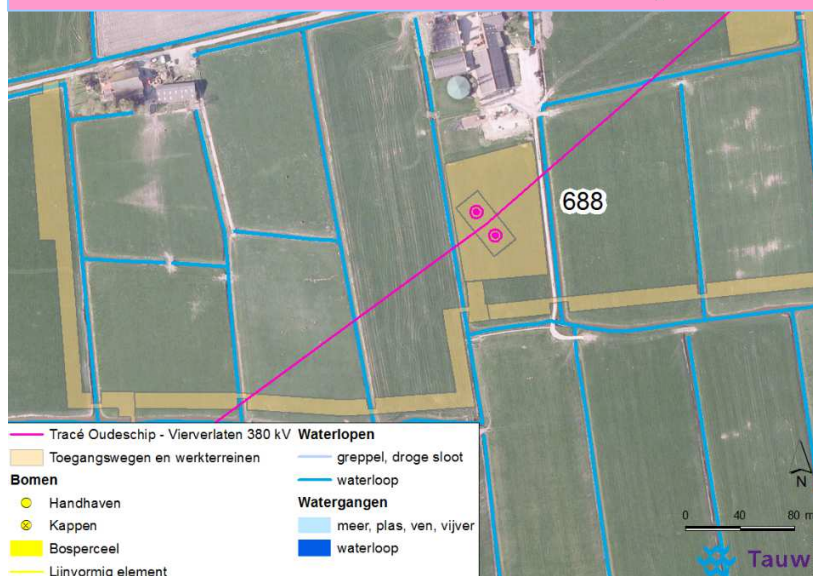 688
Tracé Oudeschip - Vierverlaten 380 kV
Toegangswegen en werkterreinen
Bomen
Handhaven
Kappen
Bosperceel
Lijnvormig element
Waterlopen
greppel, droge sloot
waterloop
Watergangen
meer, plas, ven, vijver
waterloop
N
0 40 80 m
Tauw